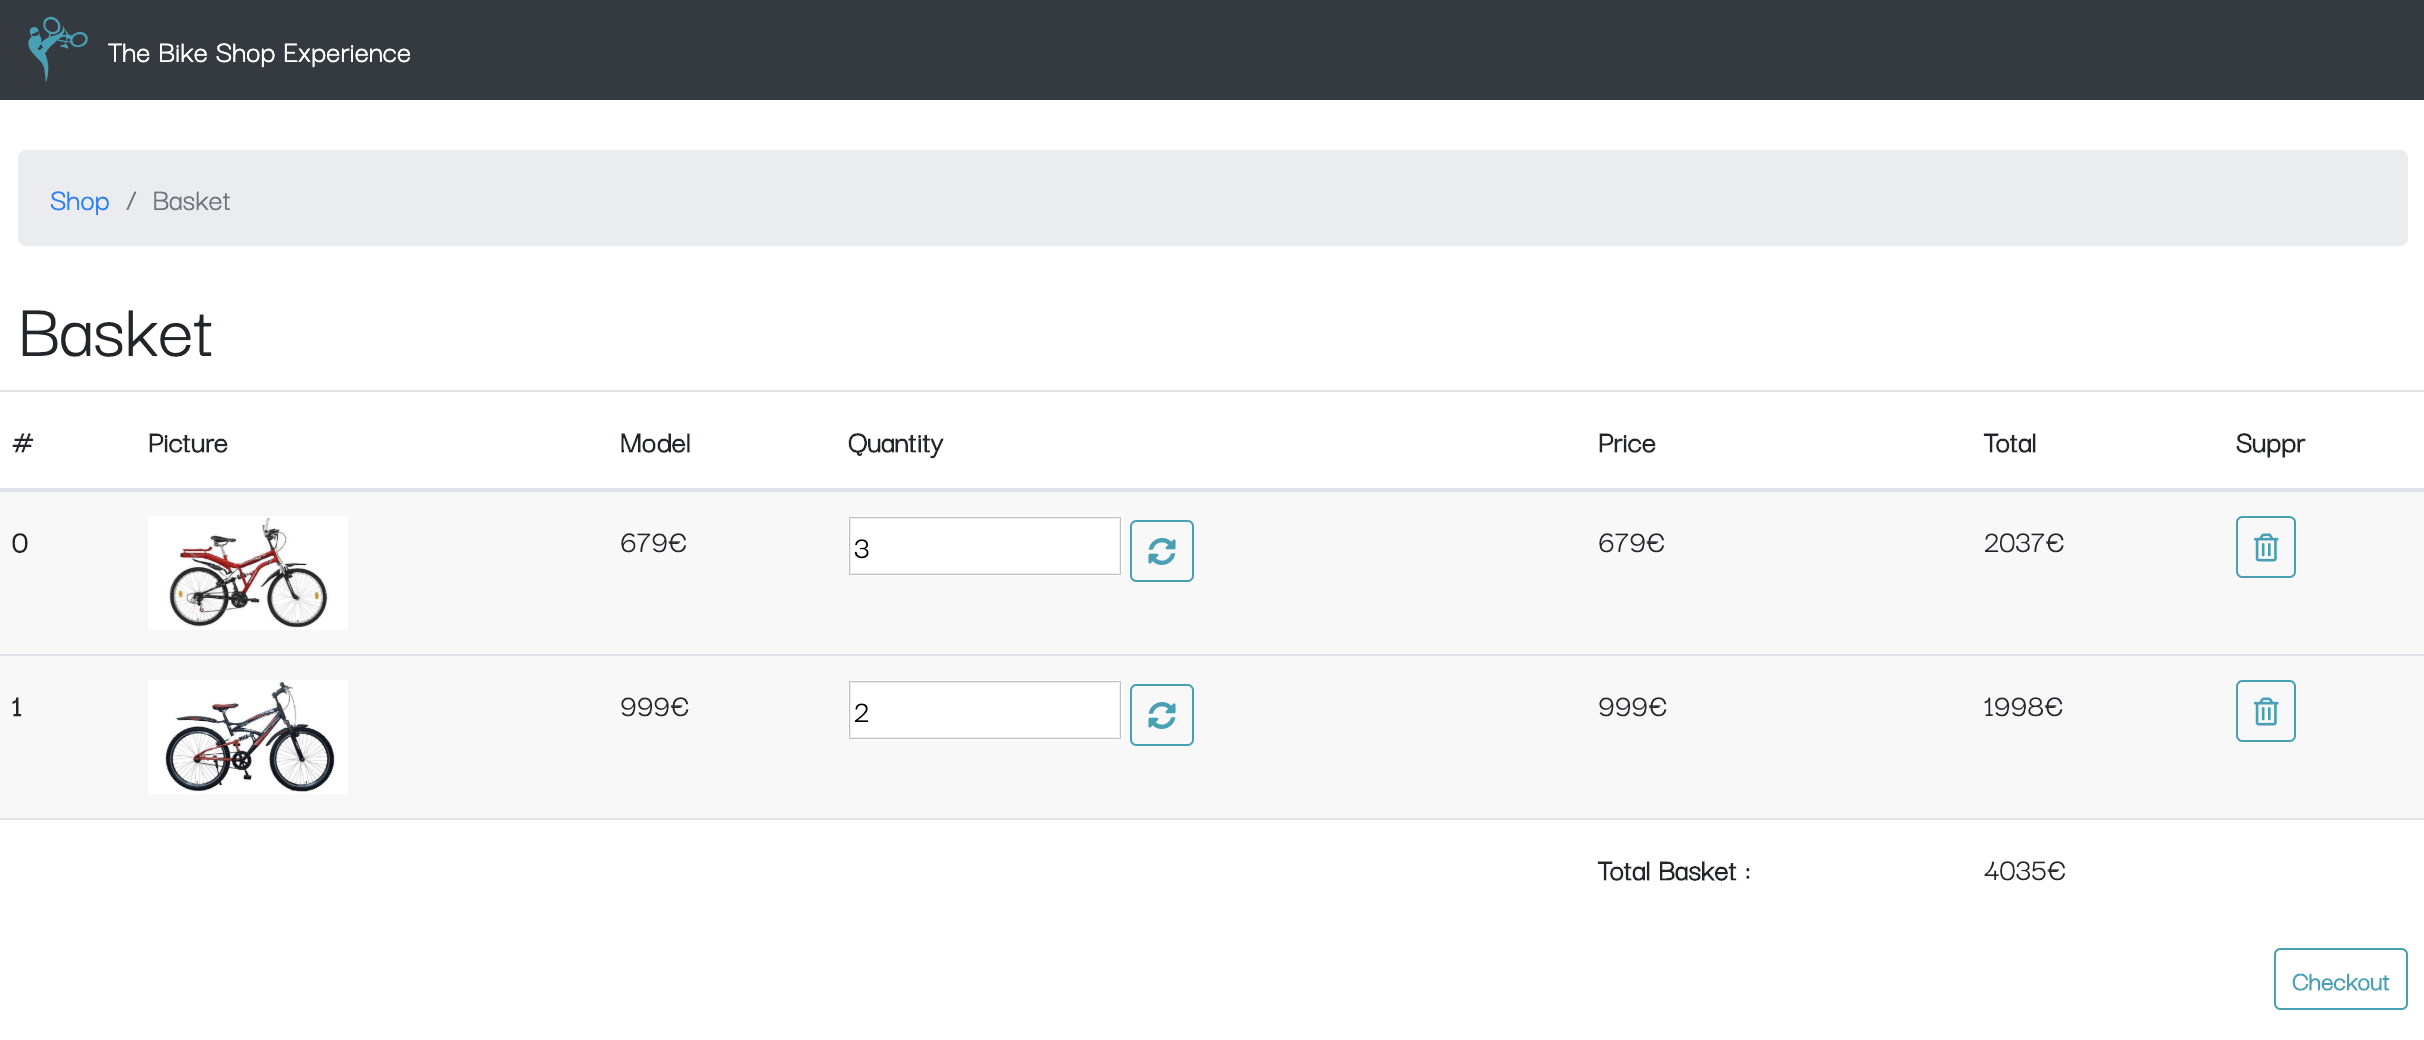 The Bike Shop Experience
Shop / Basket
Basket
# Picture Model Quantity Price Total Suppr
0 679€ 3 679€ 2037€
1 999€ 2 999€ 1998€
Total Basket : 4035€
Checkout